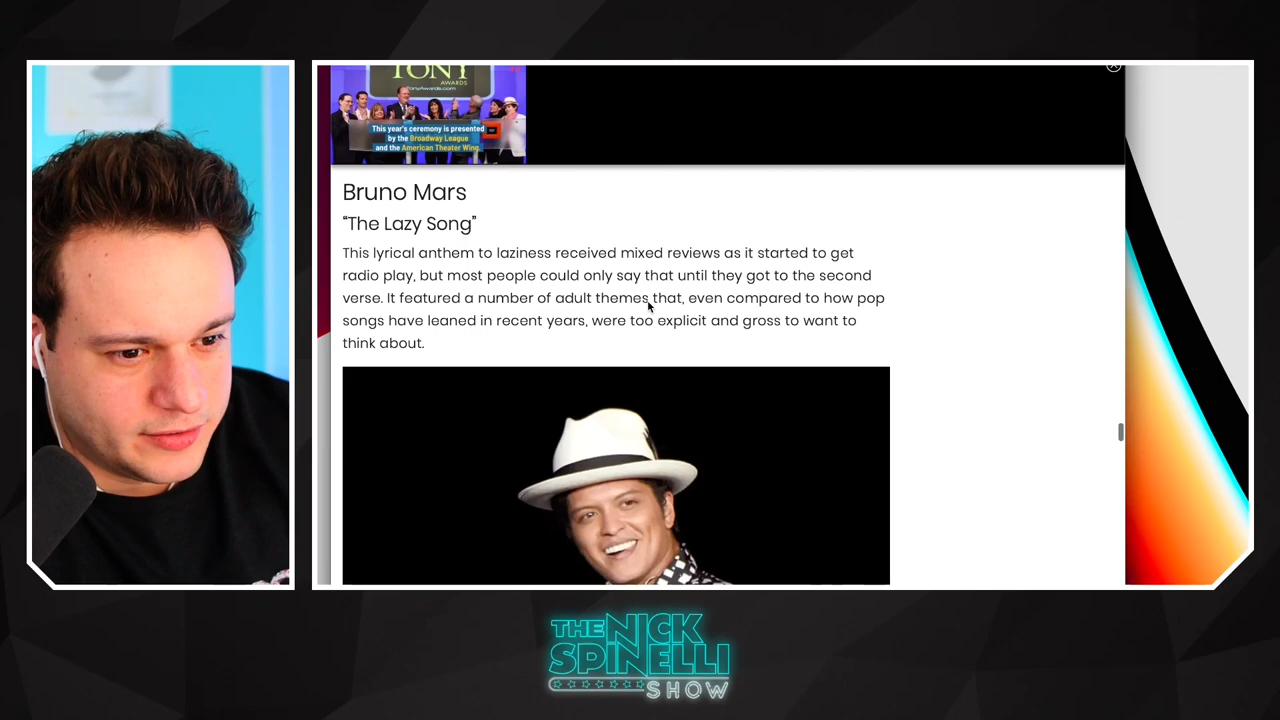 TONY
AWARDS
TonyAwards.com
This year's ceremony is presented
by the Broadway League
and the American Theater Wing.
Bruno Mars
“The Lazy Song”
This lyrical anthem to laziness received mixed reviews as it started to get
radio play, but most people could only say that until they got to the second
verse. It featured a number of adult themes that, even compared to how pop
songs have leaned in recent years, were too explicit and gross to want to
think about.
THE NICK
SPINELLI
SHOW